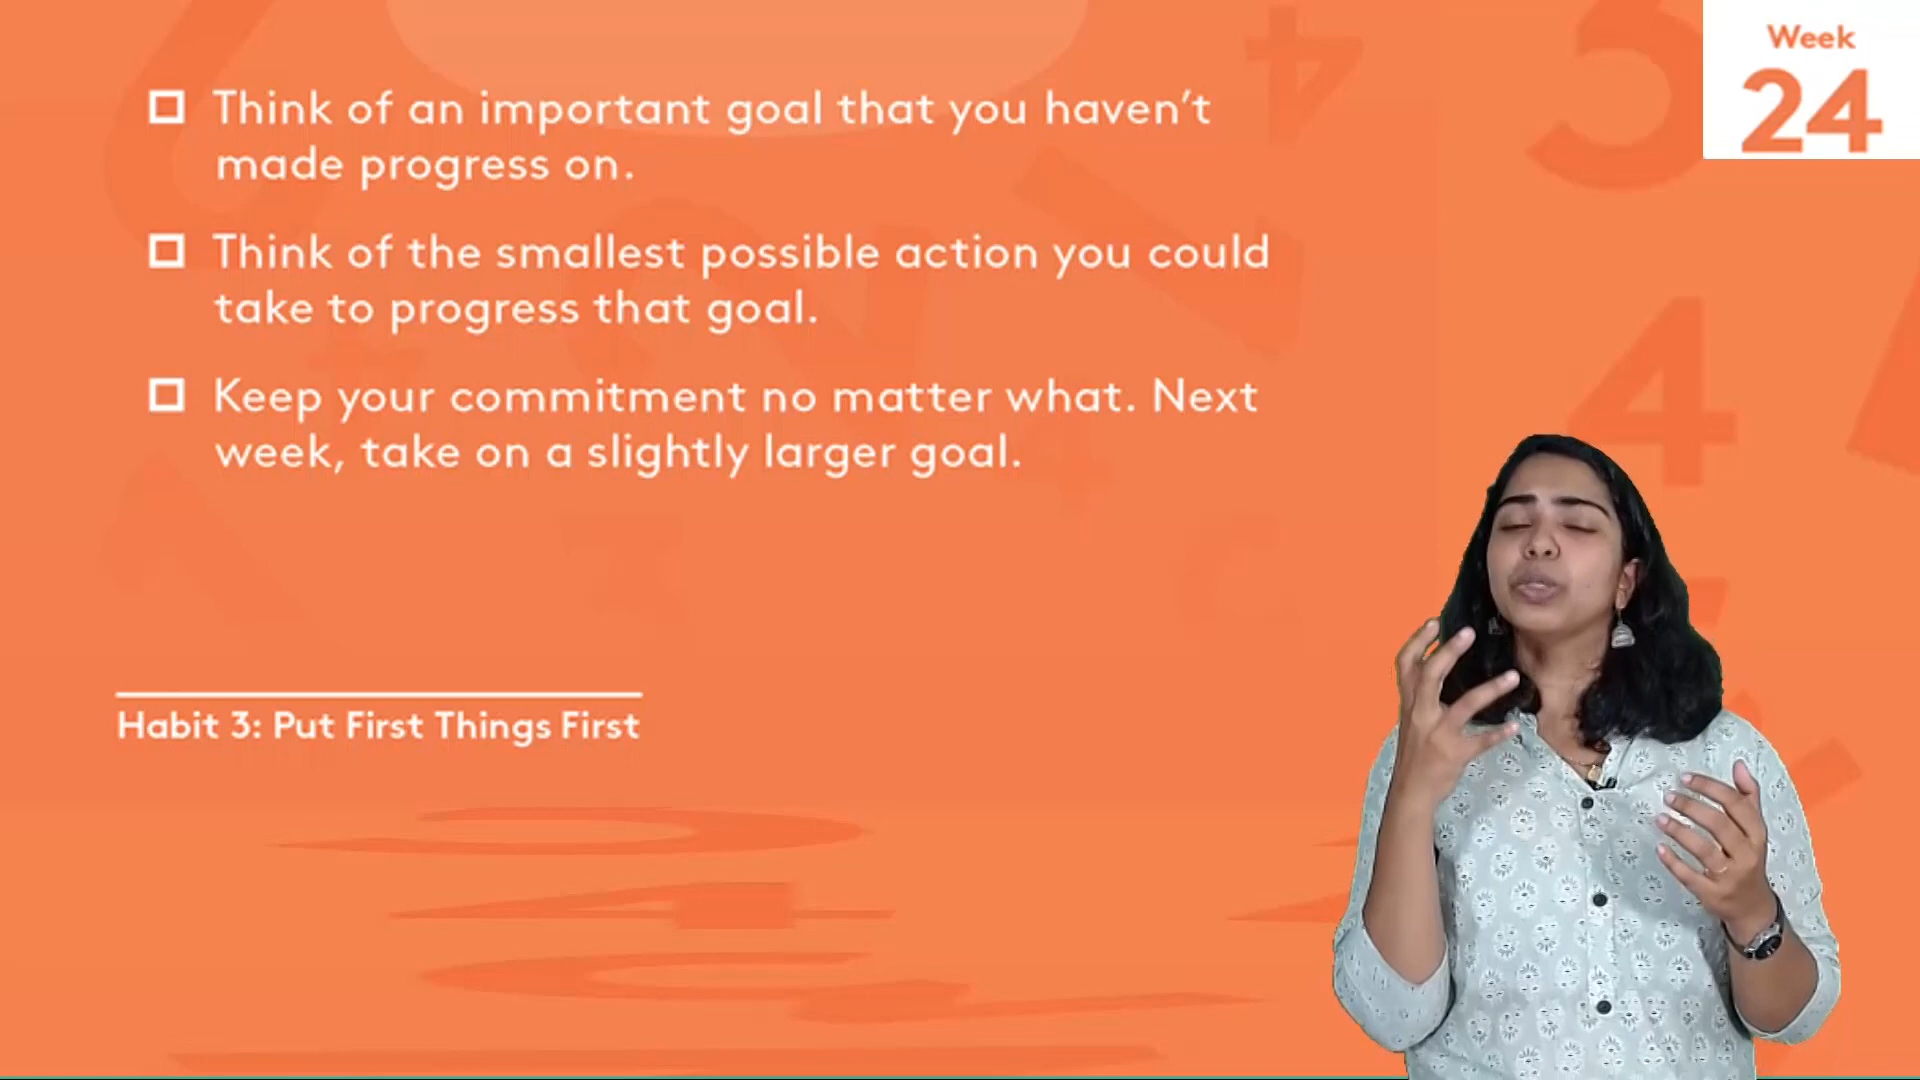 Week
24
Think of an important goal that you haven't
made progress on.
Think of the smallest possible action you could
take to progress that goal.
Keep your commitment no matter what. Next
week, take on a slightly larger goal.
Habit 3: Put First Things First